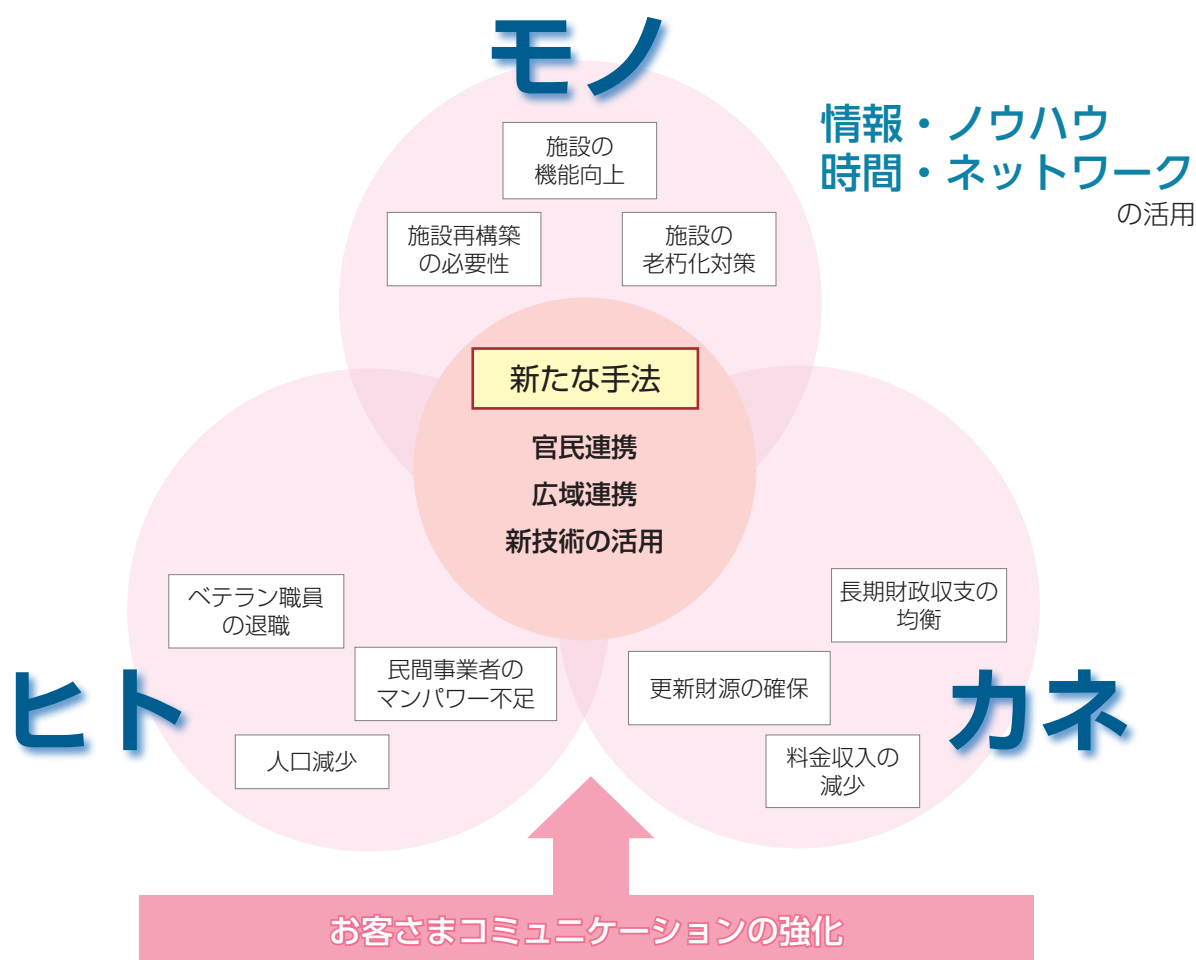 モノ
情報・ノウハウ
時間・ネットワーク
の活用
施設の
機能向上
施設再構築
の必要性
施設の
老朽化対策
新たな手法
官民連携
広域連携
新技術の活用
ヒト
ベテラン職員
の退職
民間事業者の
マンパワー不足
人口減少
カネ
長期財政収支の
均衡
更新財源の確保
料金収入の
減少
お客さまコミュニケーションの強化